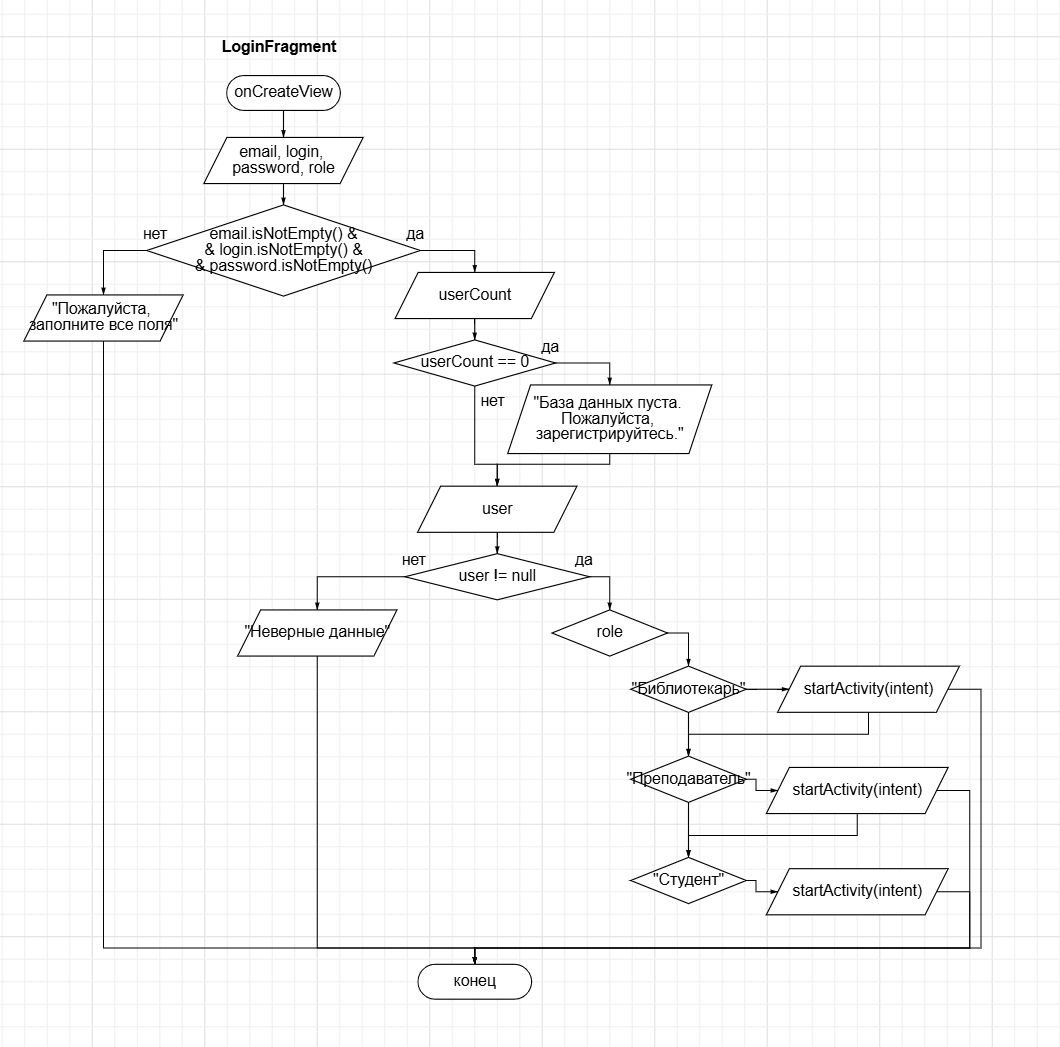 LoginFragment
onCreateView
email, login,
password, role
нет
да
email.isNotEmpty() &
& login.isNotEmpty() &
& password.isNotEmpty()
"Пожалуйста,
заполните все поля"
userCount
да
userCount == 0
нет
"База данных пуста.
Пожалуйста,
зарегистрируйтесь."
user
нет
да
user != null
"Неверные данные"
role
"Библиотекарь"
startActivity(intent)
"Преподаватель"
startActivity(intent)
"Студент"
startActivity(intent)
конец